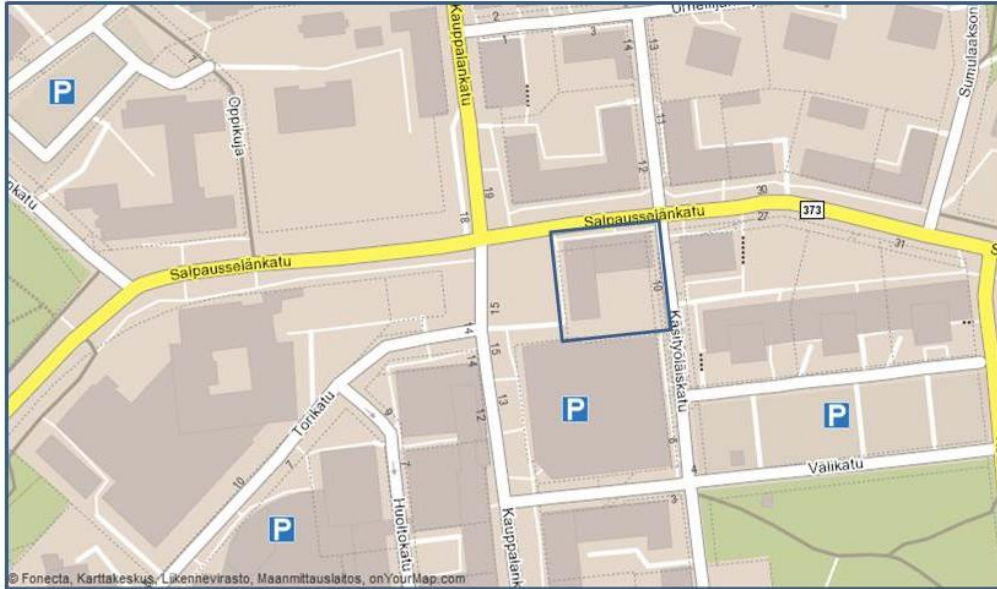 2
1
3
14
13
Kauppalankatu
7
P
Oppikuja
Sumulaakson
13
12
19
18
30
27
373
31
Salpausselänkatu
Salpausselänkatu
10
15
14
15
14
13
12
Käsityöläiskatu
P
P
Torikatu
9
7
7
10
Huoltokatu
Kauppalank
3
4
Välikatu
P
© Fonecta, Karttakeskus, Liikennevirasto, Maanmittauslaitos, onYourMap.com